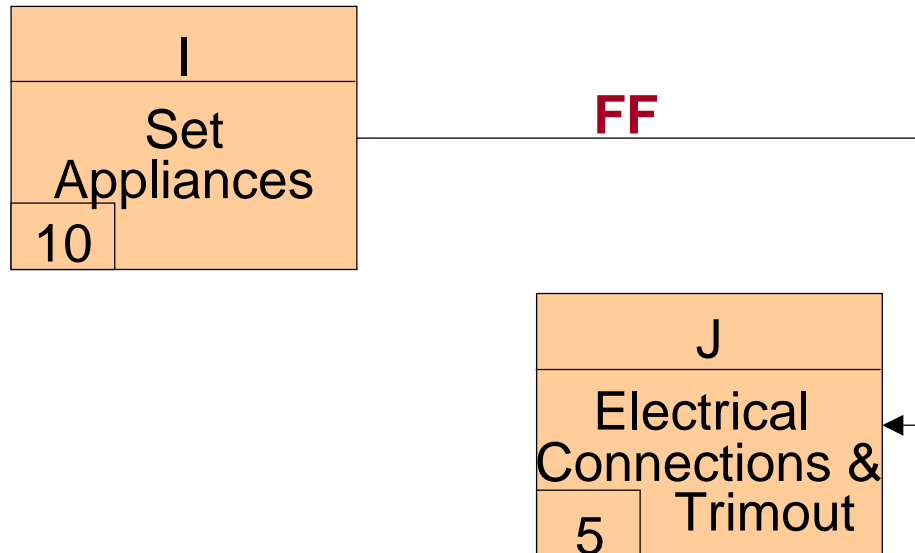 I
Set
Appliances
10
FF
J
Electrical
Connections &
Trimout
5